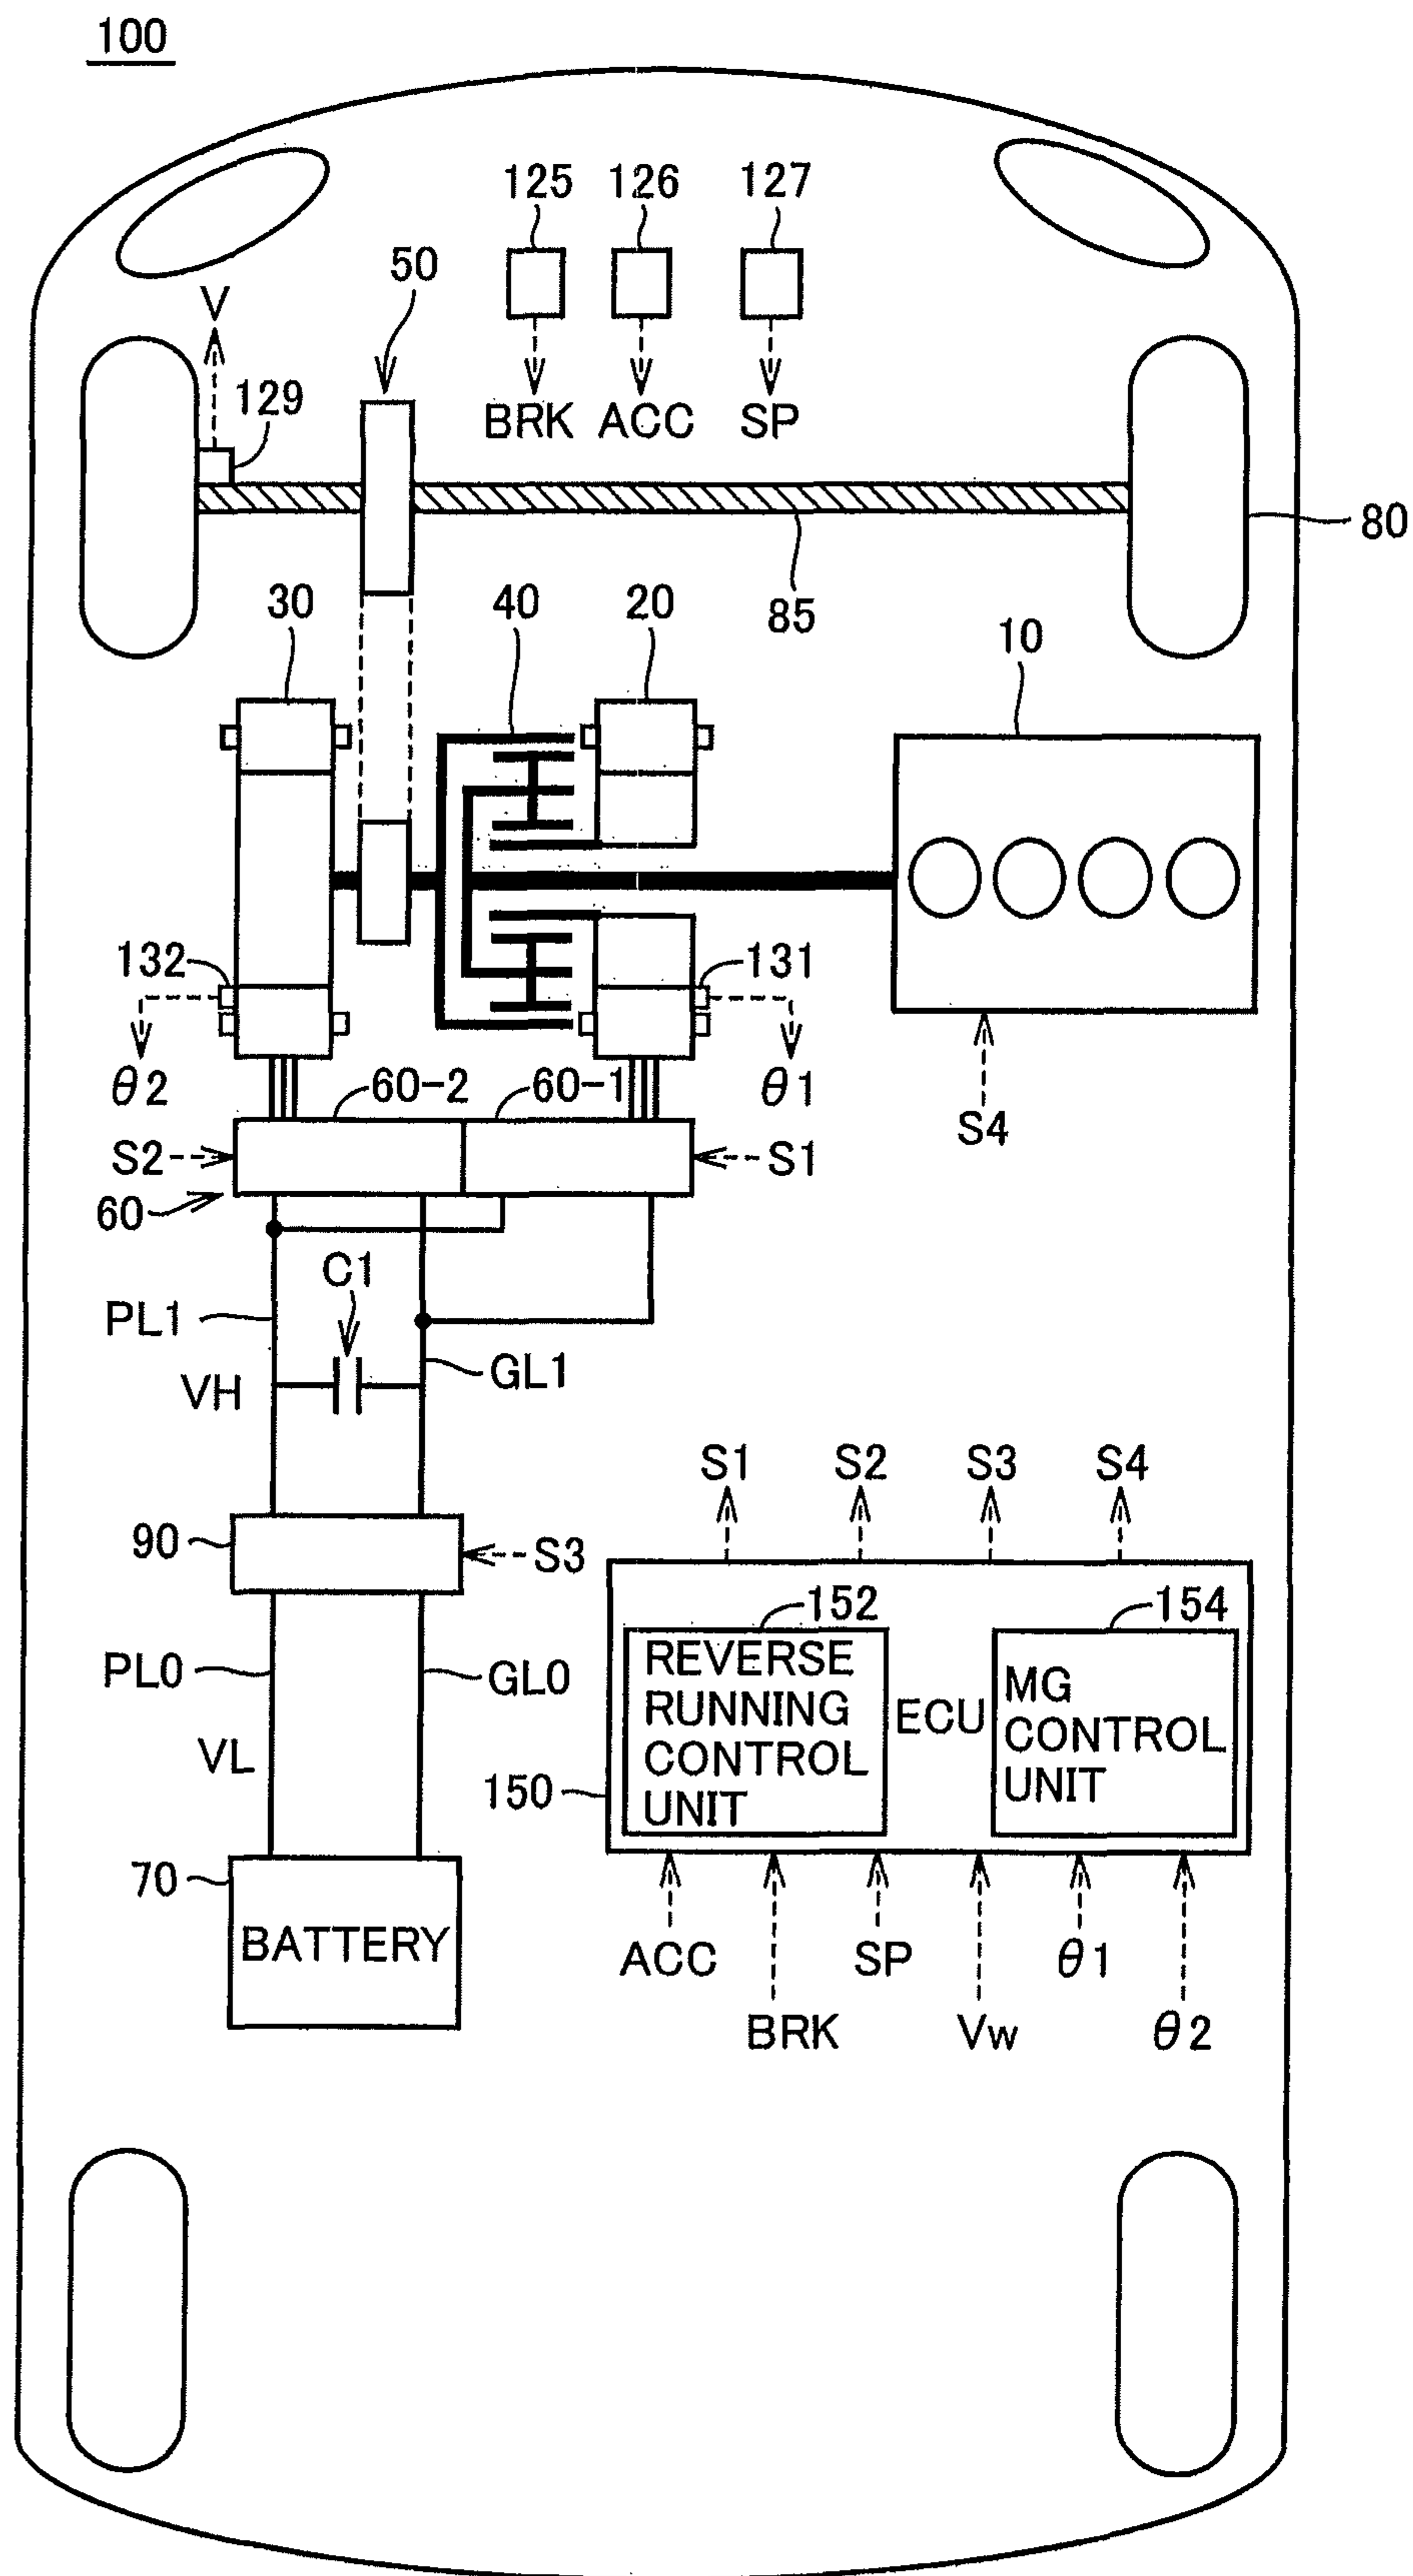 100
125 126 127
50
V
129
BRK ACC SP
80
85
30 40 20
10
132 131
θ2 θ1
60-2 60-1
S4
S2 S1
60
C1
PL1
GL1
VH
S1 S2 S3 S4
90 S3
152 154
PL0 GL0
REVERSE
RUNNING
CONTROL
UNIT
ECU
MG
CONTROL
UNIT
VL
150
70
BATTERY
ACC SP θ1
BRK Vw θ2